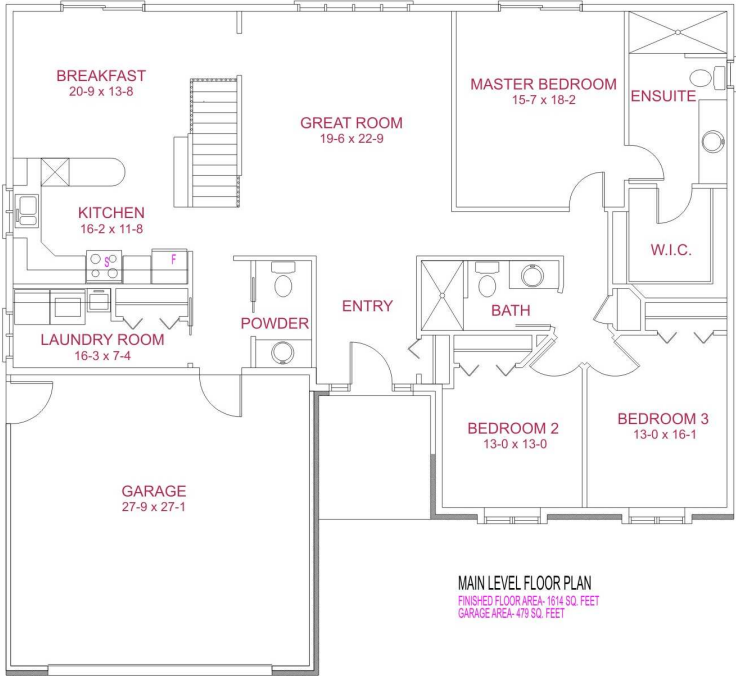 BREAKFAST
20-9 x 13-8
GREAT ROOM
19-6 x 22-9
MASTER BEDROOM
15-7 x 18-2
ENSUITE
KITCHEN
16-2 x 11-8
S
F
W.I.C.
LAUNDRY ROOM
16-3 x 7-4
POWDER
ENTRY
BATH
BEDROOM 2
13-0 x 13-0
BEDROOM 3
13-0 x 16-1
GARAGE
27-9 x 27-1
MAIN LEVEL FLOOR PLAN
FINISHED FLOOR AREA- 1614 SQ. FEET
GARAGE AREA- 479 SQ. FEET